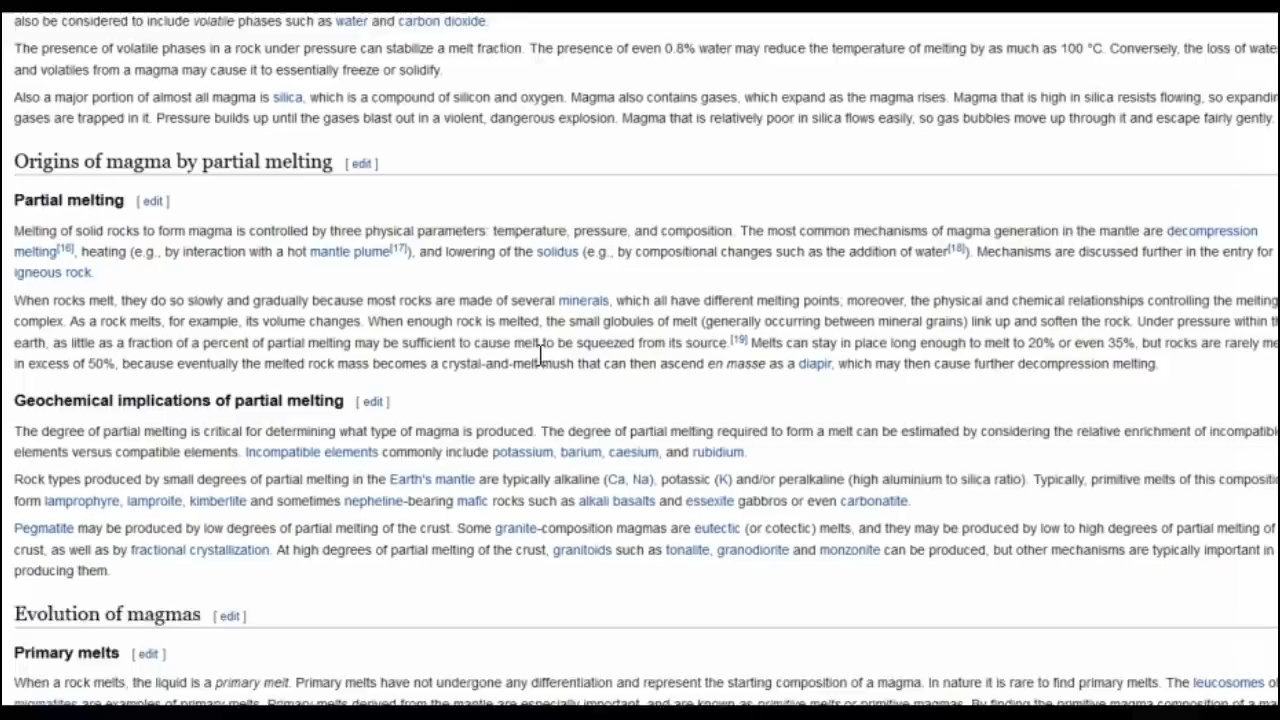 also be considered to include volatile phases such as water and carbon dioxide.
The presence of volatile phases in a rock under pressure can stabilize a melt fraction. The presence of even 0.8% water may reduce the temperature of melting by as much as 100 °C. Conversely, the loss of wate
and volatiles from a magma may cause it to essentially freeze or solidify.
Also a major portion of almost all magma is silica, which is a compound of silicon and oxygen. Magma also contains gases, which expand as the magma rises. Magma that is high in silica resists flowing, so expandin
gases are trapped in it. Pressure builds up until the gases blast out in a violent, dangerous explosion. Magma that is relatively poor in silica flows easily, so gas bubbles move up through it and escape fairly gently.
Origins of magma by partial melting [ edit ]
Partial melting [ edit ]
Melting of solid rocks to form magma is controlled by three physical parameters: temperature, pressure, and composition. The most common mechanisms of magma generation in the mantle are decompression
melting[16], heating (e.g., by interaction with a hot mantle plume[17]), and lowering of the solidus (e.g., by compositional changes such as the addition of water[18]). Mechanisms are discussed further in the entry for
igneous rock.
When rocks melt, they do so slowly and gradually because most rocks are made of several minerals, which all have different melting points; moreover, the physical and chemical relationships controlling the melting
complex. As a rock melts, for example, its volume changes. When enough rock is melted, the small globules of melt (generally occurring between mineral grains) link up and soften the rock. Under pressure within t
earth, as little as a fraction of a percent of partial melting may be sufficient to cause melt to be squeezed from its source.[19] Melts can stay in place long enough to melt to 20% or even 35%, but rocks are rarely me
in excess of 50%, because eventually the melted rock mass becomes a crystal-and-melt mush that can then ascend en masse as a diapir, which may then cause further decompression melting.
Geochemical implications of partial melting [ edit ]
The degree of partial melting is critical for determining what type of magma is produced. The degree of partial melting required to form a melt can be estimated by considering the relative enrichment of incompatibl
elements versus compatible elements. Incompatible elements commonly include potassium, barium, caesium, and rubidium.
Rock types produced by small degrees of partial melting in the Earth's mantle are typically alkaline (Ca, Na), potassic (K) and/or peralkaline (high aluminium to silica ratio). Typically, primitive melts of this compositi
form lamprophyre, lamproite, kimberlite and sometimes nepheline-bearing mafic rocks such as alkali basalts and essexite gabbros or even carbonatite.
Pegmatite may be produced by low degrees of partial melting of the crust. Some granite-composition magmas are eutectic (or cotectic) melts, and they may be produced by low to high degrees of partial melting of
crust, as well as by fractional crystallization. At high degrees of partial melting of the crust, granitoids such as tonalite, granodiorite and monzonite can be produced, but other mechanisms are typically important in
producing them.
Evolution of magmas [ edit ]
Primary melts [ edit ]
When a rock melts, the liquid is a primary melt. Primary melts have not undergone any differentiation and represent the starting composition of a magma. In nature it is rare to find primary melts. The leucosomes o
migmatites are examples of primary melts. Primary melts derived from the mantle are especially important, and are known as primitive melts or primitive magmas. By finding the primitive magma composition of a ma